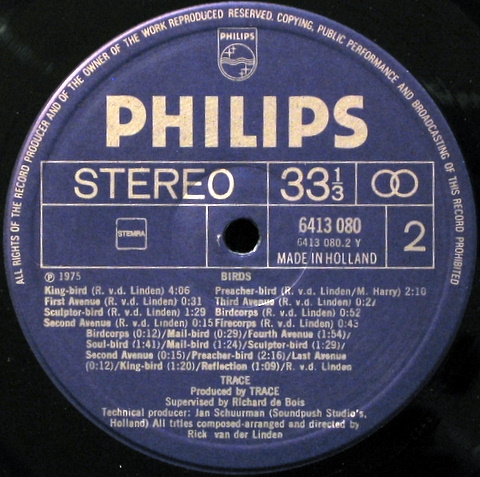 ALL RIGHTS OF THE RECORD PRODUCER AND OF THE OWNER OF THE WORK REPRODUCED RESERVED. COPYING, PUBLIC PERFORMANCE AND BROADCASTING OF THIS RECORD PROHIBITED
PHILIPS
PHILIPS
STEREO 33 1/3
STEMRA 6413 080 2
6413 080.2 Y
MADE IN HOLLAND
℗ 1975 BIRDS
King-bird (R. v.d. Linden) 4:06 Preacher-bird (R. v.d. Linden/M. Harry) 2:10
First Avenue (R. v.d. Linden) 0:31 Third Avenue (R. v.d. Linden)
Sculptor-bird (R. v.d. Linden) 1:29 Birdcorps (R. v.d. Linden) 0:52
Second Avenue (R. v.d. Linden) 0:15 Firecorps (R. v.d. Linden) 0:43
Birdcorps (0:12)/Mail-bird (0:29)/Fourth Avenue (1:54)/
Soul-bird (1:41)/Mail-bird (1:24)/Sculptor-bird (1:29)/
Second Avenue (0:15)/Preacher-bird (2:16)/Last Avenue
(0:12)/King-bird (1:20)/Reflection (1:09)/(R. v.d. Linden
TRACE
Produced by TRACE
Supervised by Richard de Bois
Technical producer: Jan Schuurman (Soundpush Studio's,
Holland) All titles composed-arranged and directed by
Rick van der Linden